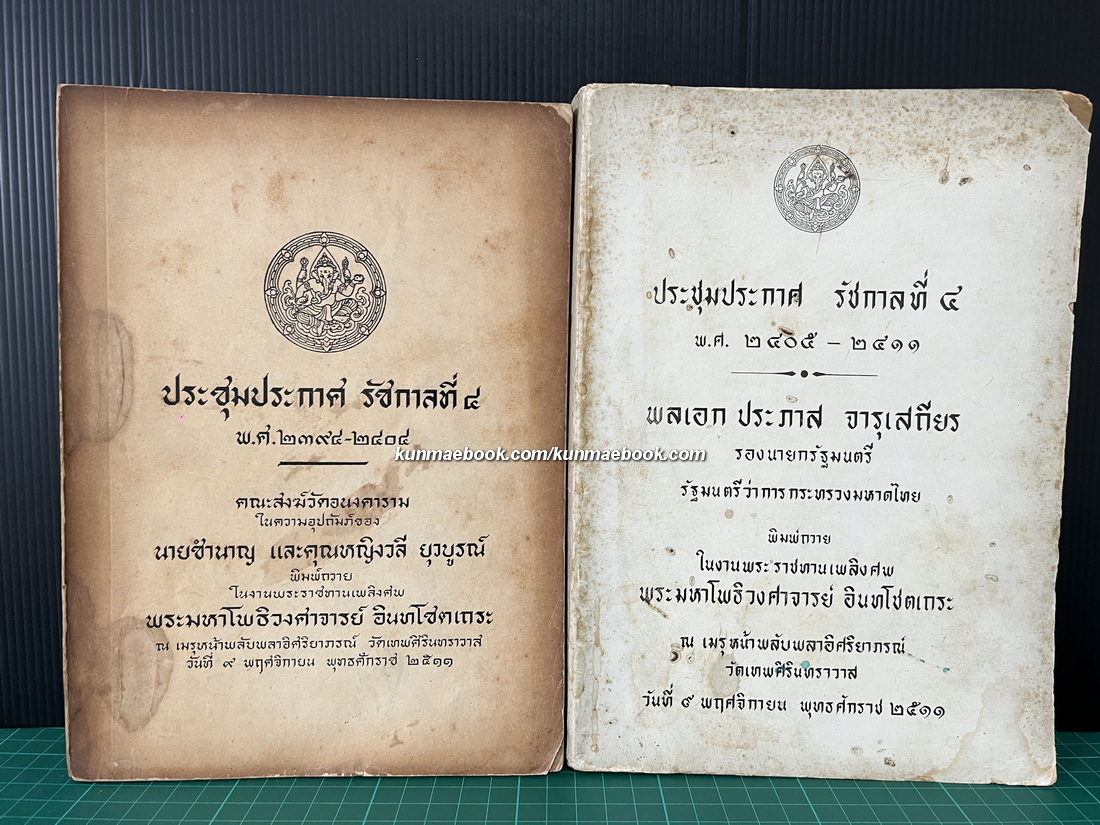 ประชุมประกาศ รัชกาลที่ ๔
พ.ศ. ๒๓๙๔-๒๔๐๔
คณะสงฆ์วัดอนงคาราม
ในความอุปถัมภ์ของ
นายชำนาญ และคุณหญิงวลี ยุวบูรณ์
พิมพ์ถวาย
ในงานพระราชทานเพลิงศพ
พระมหาโพธิวงศาจารย์ อินทโชตเถระ
ณ เมรุหน้าพลับพลาอิศริยาภรณ์ วัดเทพศิรินทราวาส
วันที่ ๙ พฤศจิกายน พุทธศักราช ๒๕๑๑
ประชุมประกาศ รัชกาลที่ ๔
พ.ศ. ๒๔๐๕ - ๒๔๑๑
พลเอก ประภาส จารุเสถียร
รองนายกรัฐมนตรี
รัฐมนตรีว่าการกระทรวงมหาดไทย
พิมพ์ถวาย
ในงานพระราชทานเพลิงศพ
พระมหาโพธิวงศาจารย์ อินทโชตเถระ
ณ เมรุหน้าพลับพลาอิศริยาภรณ์
วัดเทพศิรินทราวาส
วันที่ ๙ พฤศจิกายน พุทธศักราช ๒๕๑๑
kunmaebook.com/kunmaebook.com